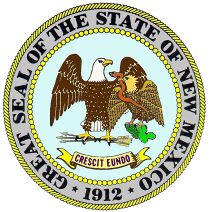 GREAT SEAL OF THE STATE OF NEW MEXICO
CRESCIT EUNDO
• 1912 •